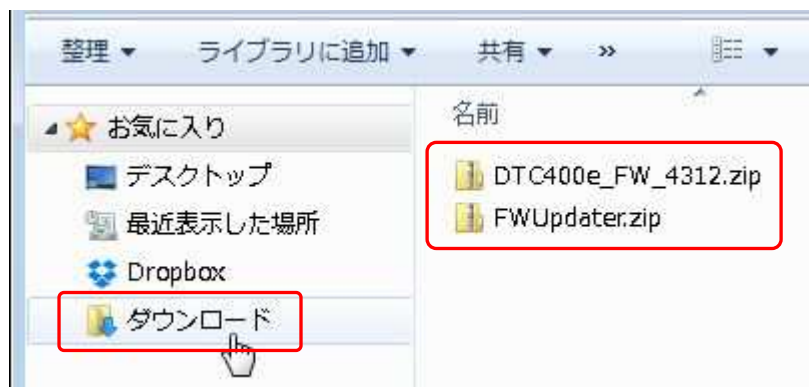 整理 ライブラリに追加 共有 »
お気に入り
デスクトップ
最近表示した場所
Dropbox
ダウンロード
名前
DTC400e_FW_4312.zip
FWUpdater.zip